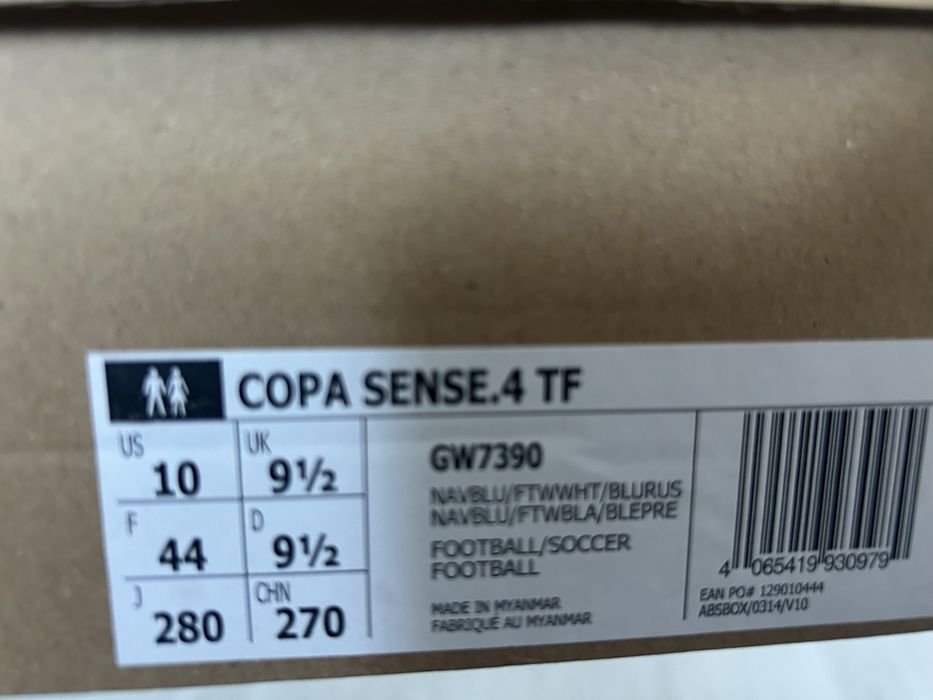 COPA SENSE.4 TF
US 10 UK 9½
F 44 D 9½
J 280 CHN 270
GW7390
NAVBLU/FTWWHT/BLURUS
NAVBLU/FTWBLA/BLEPRE
FOOTBALL/SOCCER
FOOTBALL
MADE IN MYANMAR
FABRIQUÉ AU MYANMAR
4 065419 930979
EAN PO# 129010444
ABSBOX/0314/V10